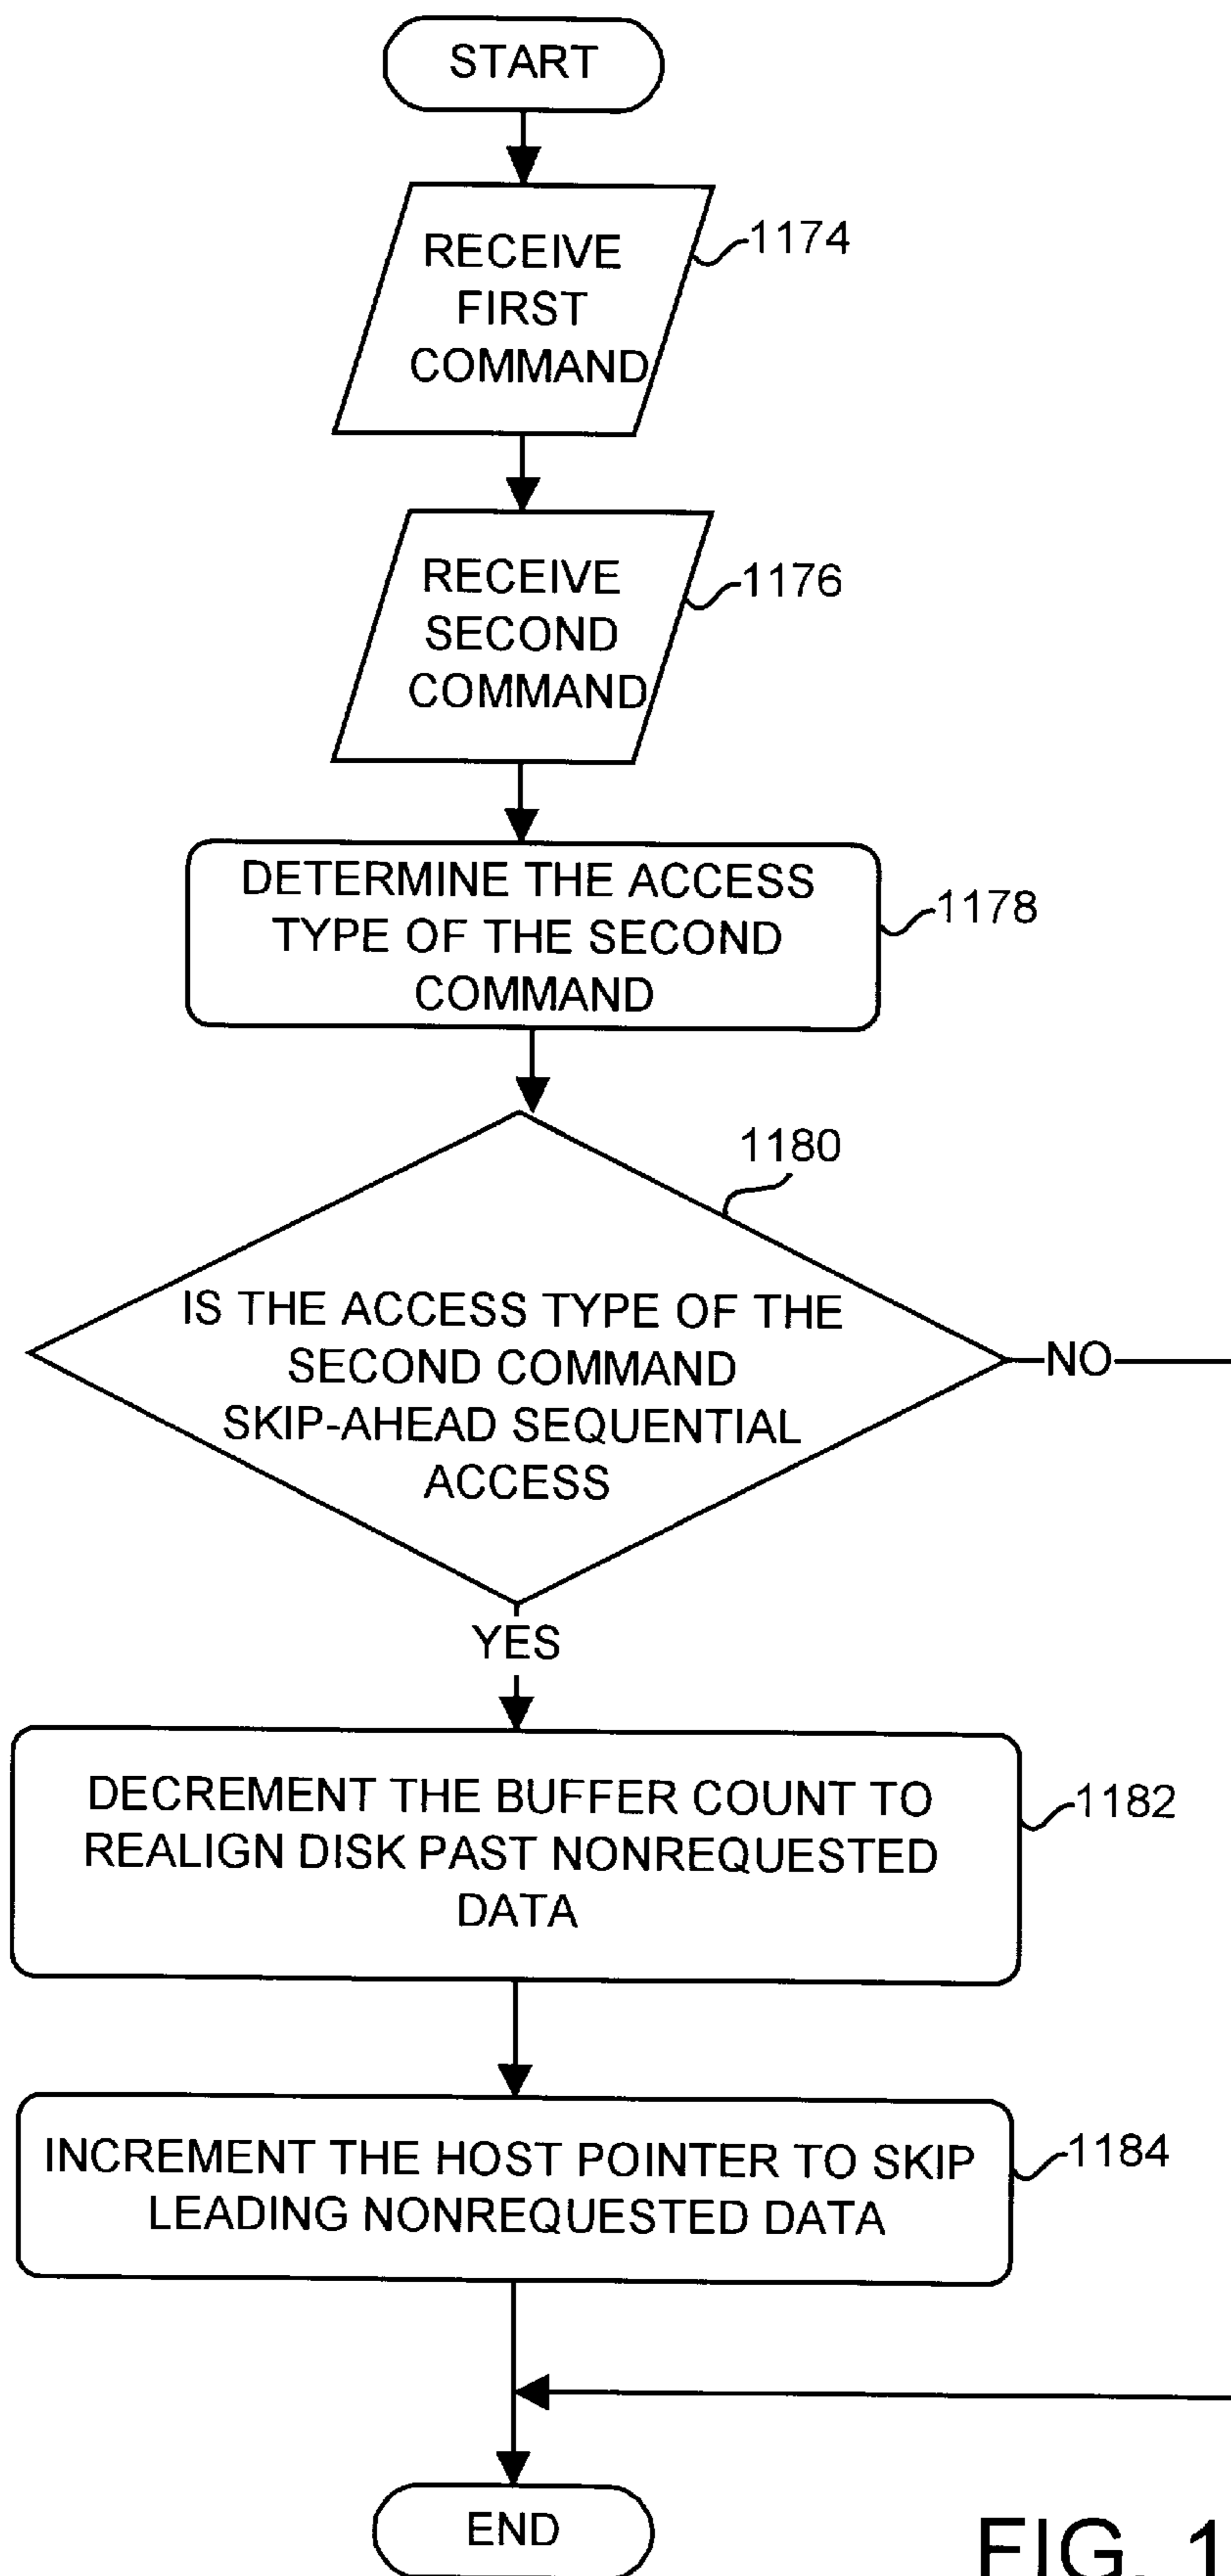 START
RECEIVE
FIRST
COMMAND
1174
RECEIVE
SECOND
COMMAND
1176
DETERMINE THE ACCESS
TYPE OF THE SECOND
COMMAND
1178
1180
IS THE ACCESS TYPE OF THE
SECOND COMMAND
SKIP-AHEAD SEQUENTIAL
ACCESS
NO
YES
DECREMENT THE BUFFER COUNT TO
REALIGN DISK PAST NONREQUESTED
DATA
1182
INCREMENT THE HOST POINTER TO SKIP
LEADING NONREQUESTED DATA
1184
END
FIG. 1